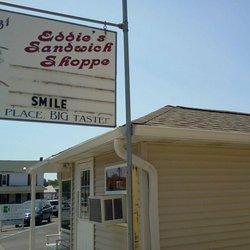 Eddie's
Sandwich
Shoppe
SMILE
PLACE, BIG TASTE!